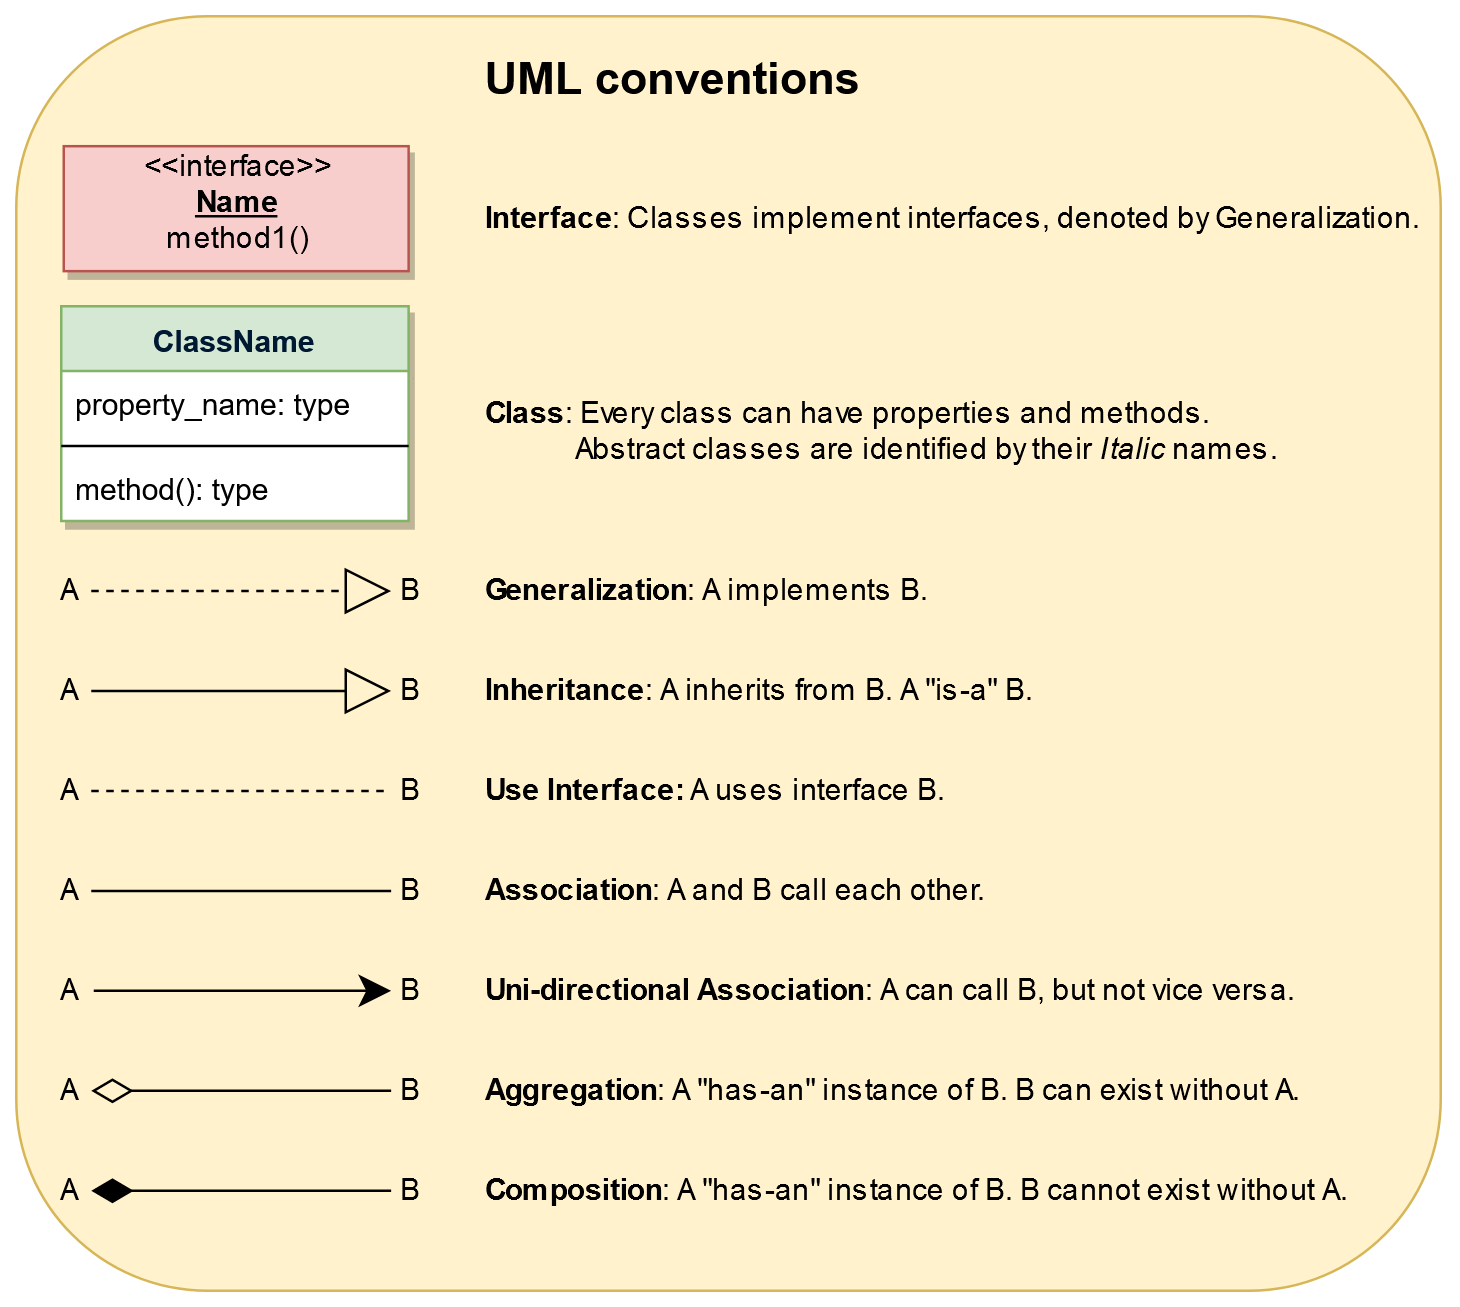 UML conventions
<<interface>>
Name
method1()
Interface: Classes implement interfaces, denoted by Generalization.
ClassName
property_name: type
method(): type
Class: Every class can have properties and methods.
Abstract classes are identified by their Italic names.
A B Generalization: A implements B.
A B Inheritance: A inherits from B. A "is-a" B.
A B Use Interface: A uses interface B.
A B Association: A and B call each other.
A B Uni-directional Association: A can call B, but not vice versa.
A B Aggregation: A "has-an" instance of B. B can exist without A.
A B Composition: A "has-an" instance of B. B cannot exist without A.